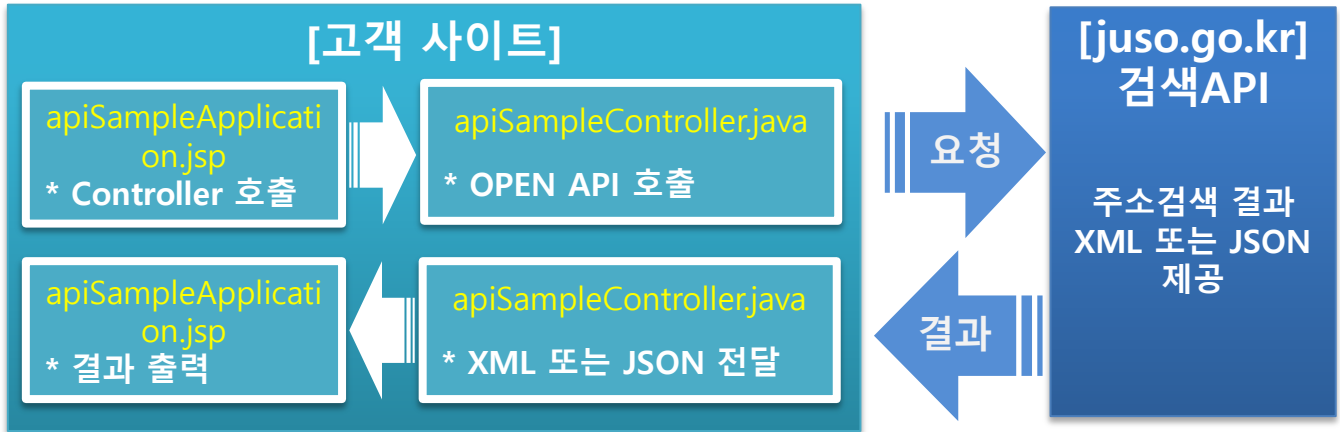 [고객 사이트]
apiSampleApplicati
on.jsp
* Controller 호출
apiSampleController.java
* OPEN API 호출
요청
[juso.go.kr]
검색API
주소검색 결과
XML 또는 JSON
제공
apiSampleApplicati
on.jsp
* 결과 출력
apiSampleController.java
* XML 또는 JSON 전달
결과